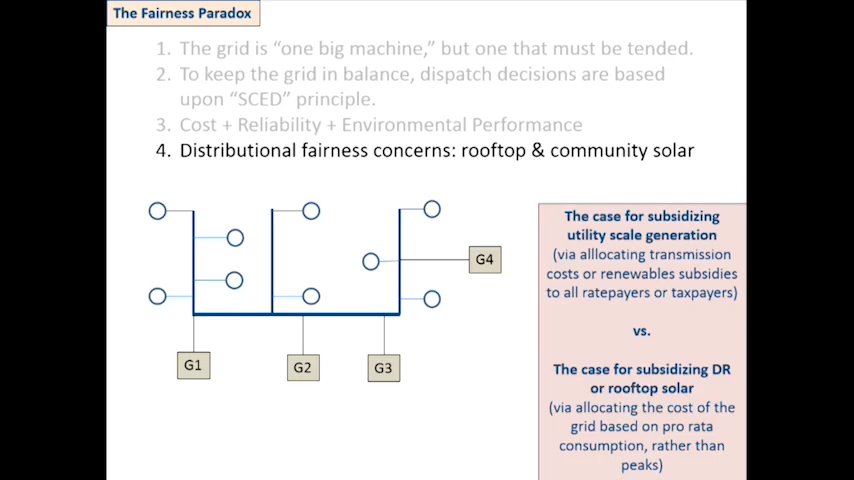 The Fairness Paradox
1. The grid is “one big machine,” but one that must be tended.
2. To keep the grid in balance, dispatch decisions are based
upon “SCED” principle.
3. Cost + Reliability + Environmental Performance
4. Distributional fairness concerns: rooftop & community solar
G4
G1
G2
G3
The case for subsidizing
utility scale generation
(via alllocating transmission
costs or renewables subsidies
to all ratepayers or taxpayers)
vs.
The case for subsidizing DR
or rooftop solar
(via allocating the cost of the
grid based on pro rata
consumption, rather than
peaks)